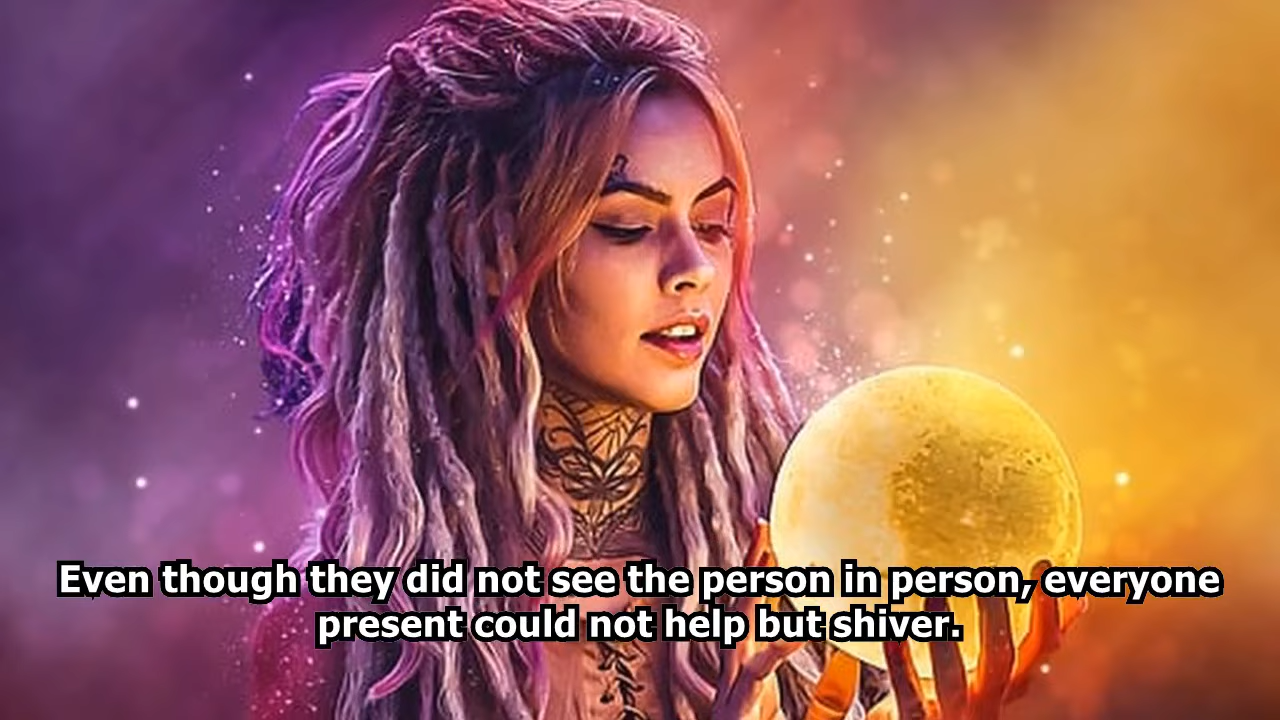 Even though they did not see the person in person, everyone
present could not help but shiver.